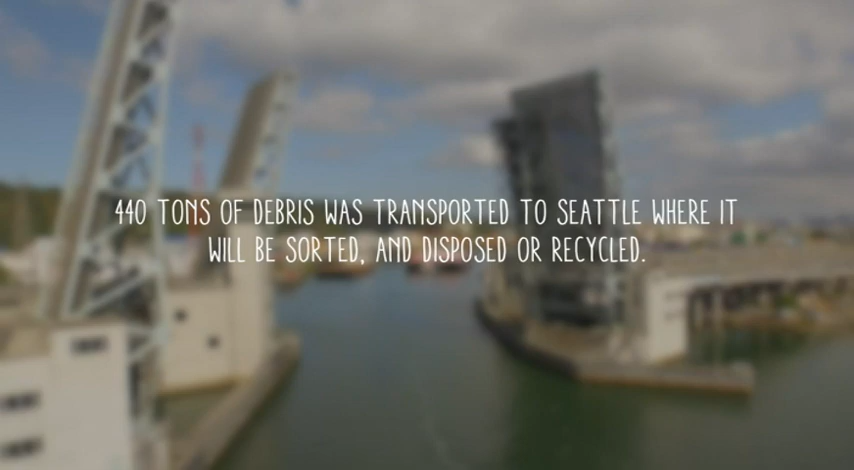 440 TONS OF DEBRIS WAS TRANSPORTED TO SEATTLE WHERE IT
WILL BE SORTED, AND DISPOSED OR RECYCLED.